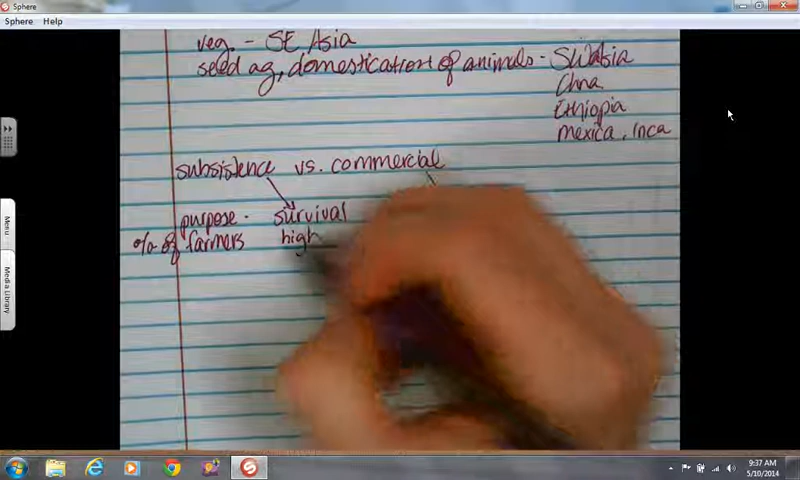 Sphere
Sphere Help
veg. - SE Asia
seed ag, domestication of animals - SW Asia
Chna
Ethiopia
mexica, Inca
subsistence vs. commercial
purpose - survival
% of farmers high
Menu
Media Library
9:37 AM
5/10/2014